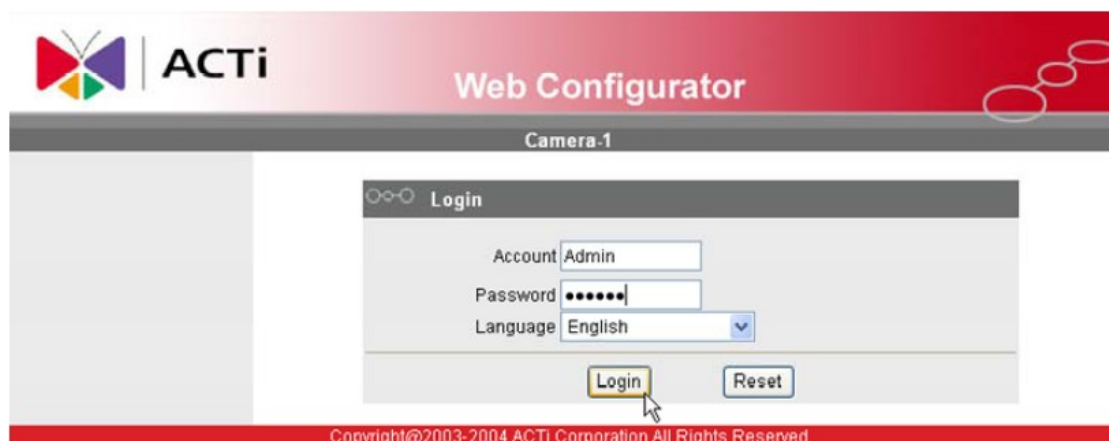 ACTi
Web Configurator
Camera-1
Login
Account Admin
Password ••••••
Language English
Login Reset
Copyright@2003-2004 ACTi Corporation All Rights Reserved